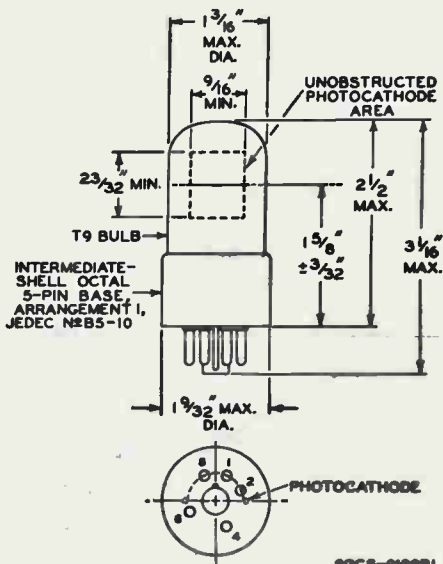 1 3/16"
MAX.
DIA.
9/16"
MIN.
UNOBSTRUCTED
PHOTOCATHODE
AREA
23/32" MIN.
2 1/2"
MAX.
T9 BULB
1 5/8"
±3/32"
3 1/16"
MAX.
INTERMEDIATE-
SHELL OCTAL
5-PIN BASE,
ARRANGEMENT 1,
JEDEC Nº B5-10
1 9/32" MAX.
DIA.
8 1
2
PHOTOCATHODE
6
4